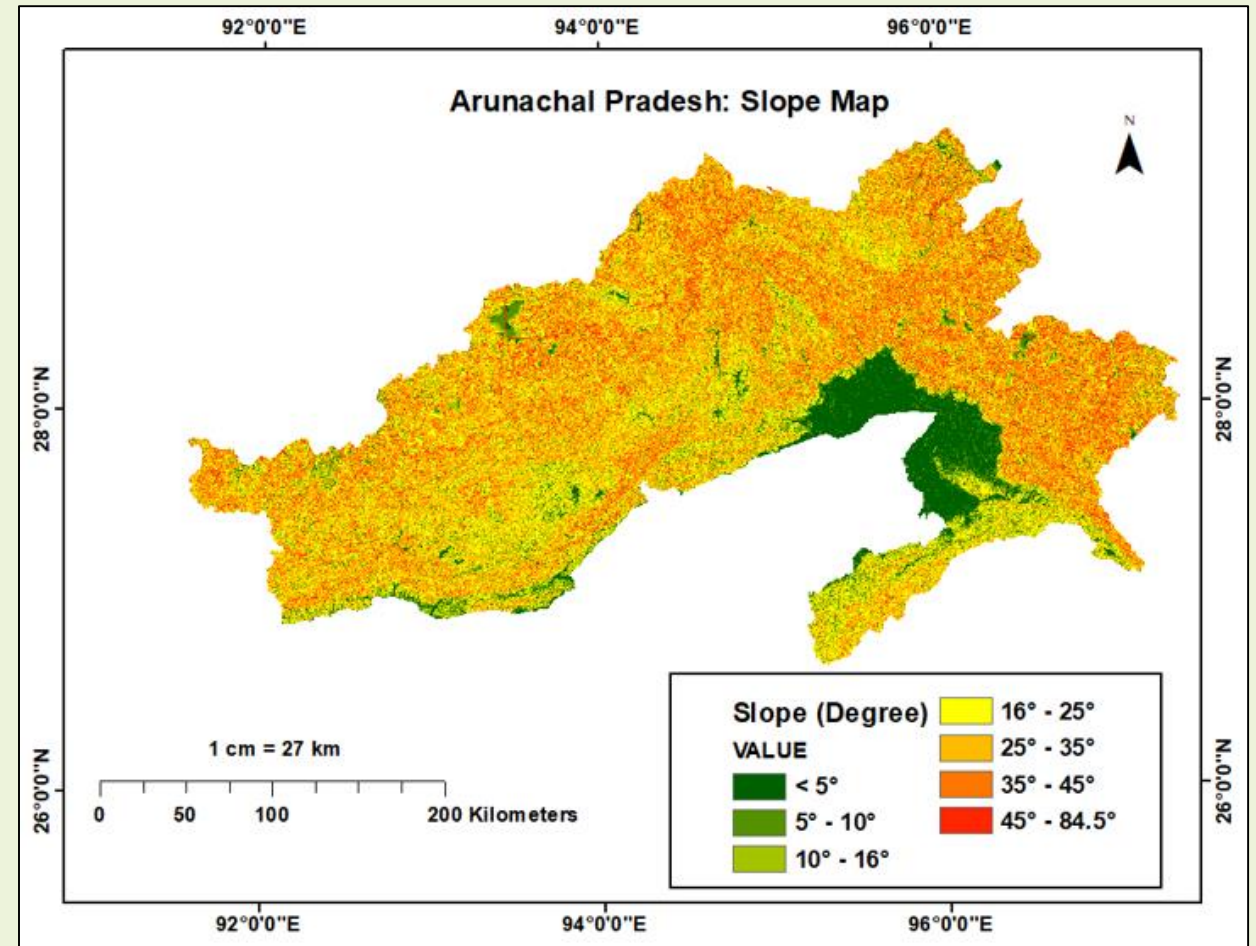 92°0'0"E 94°0'0"E 96°0'0"E
Arunachal Pradesh: Slope Map
N
28°0'0"N
28°0'0"N
26°0'0"N
26°0'0"N
1 cm = 27 km
0 50 100 200 Kilometers
Slope (Degree)
VALUE
< 5°
5° - 10°
10° - 16°
16° - 25°
25° - 35°
35° - 45°
45° - 84.5°
92°0'0"E 94°0'0"E 96°0'0"E